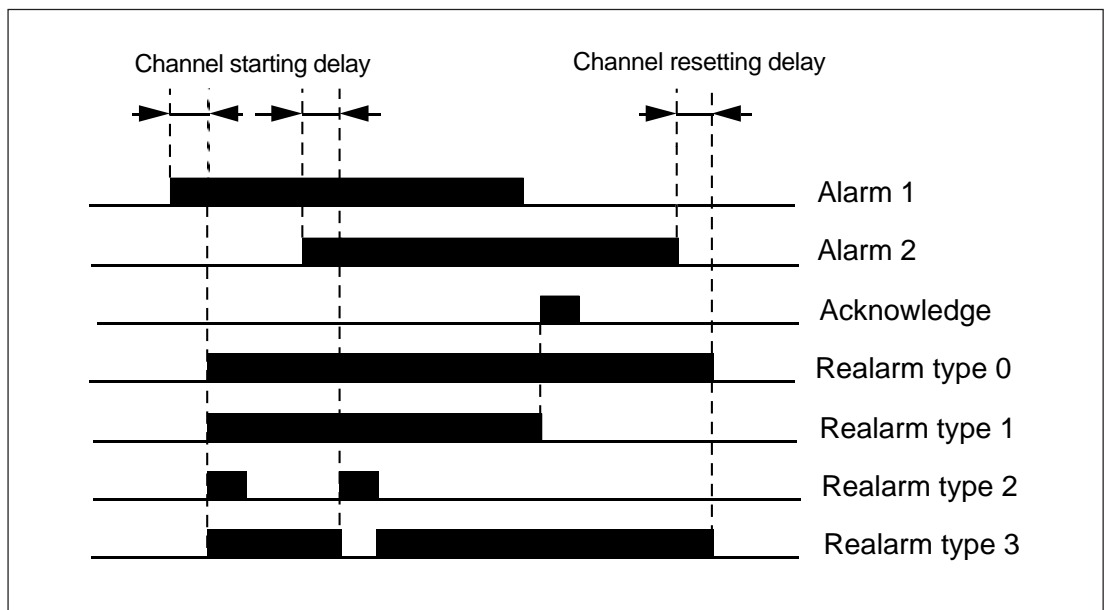 Channel starting delay
Channel resetting delay
Alarm 1
Alarm 2
Acknowledge
Realarm type 0
Realarm type 1
Realarm type 2
Realarm type 3